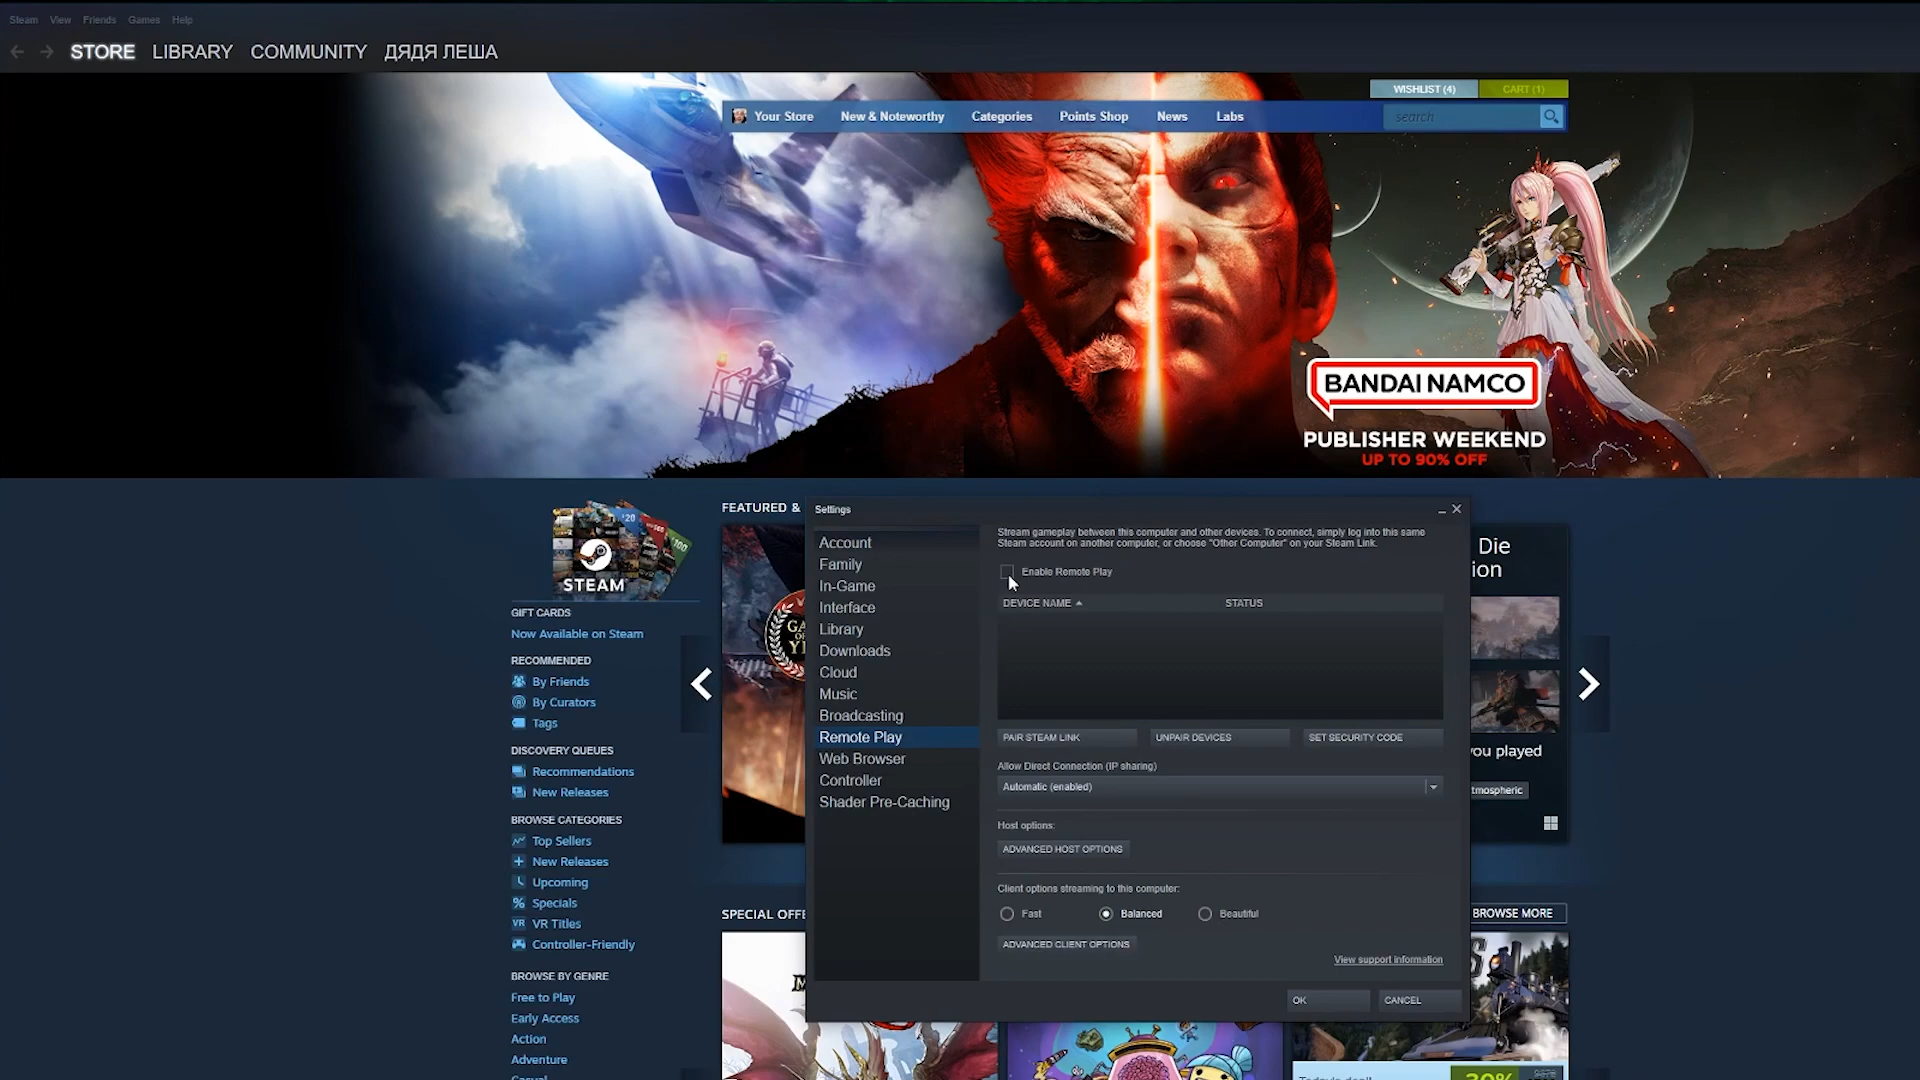 Steam View Friends Games Help
STORE LIBRARY COMMUNITY ДЯДЯ ЛЕША
WISHLIST (4) CART (1)
Your Store New & Noteworthy Categories Points Shop News Labs search
BANDAI NAMCO
PUBLISHER WEEKEND
UP TO 90% OFF
STEAM
GIFT CARDS
Now Available on Steam
RECOMMENDED
By Friends
By Curators
Tags
DISCOVERY QUEUES
Recommendations
New Releases
BROWSE CATEGORIES
Top Sellers
New Releases
Upcoming
Specials
VR Titles
Controller-Friendly
BROWSE BY GENRE
Free to Play
Early Access
Action
Adventure
Casual
FEATURED &
SPECIAL OFFE
Settings
Account
Family
In-Game
Interface
Library
Downloads
Cloud
Music
Broadcasting
Remote Play
Web Browser
Controller
Shader Pre-Caching
Stream gameplay between this computer and other devices. To connect, simply log into this same
Steam account on another computer, or choose "Other Computer" on your Steam Link.
Enable Remote Play
DEVICE NAME STATUS
PAIR STEAM LINK UNPAIR DEVICES SET SECURITY CODE
Allow Direct Connection (IP sharing)
Automatic (enabled)
Host options:
ADVANCED HOST OPTIONS
Client options streaming to this computer:
Fast Balanced Beautiful
ADVANCED CLIENT OPTIONS
View support information
OK CANCEL
Die
ion
you played
tmospheric
BROWSE MORE
Today's deal!
30%